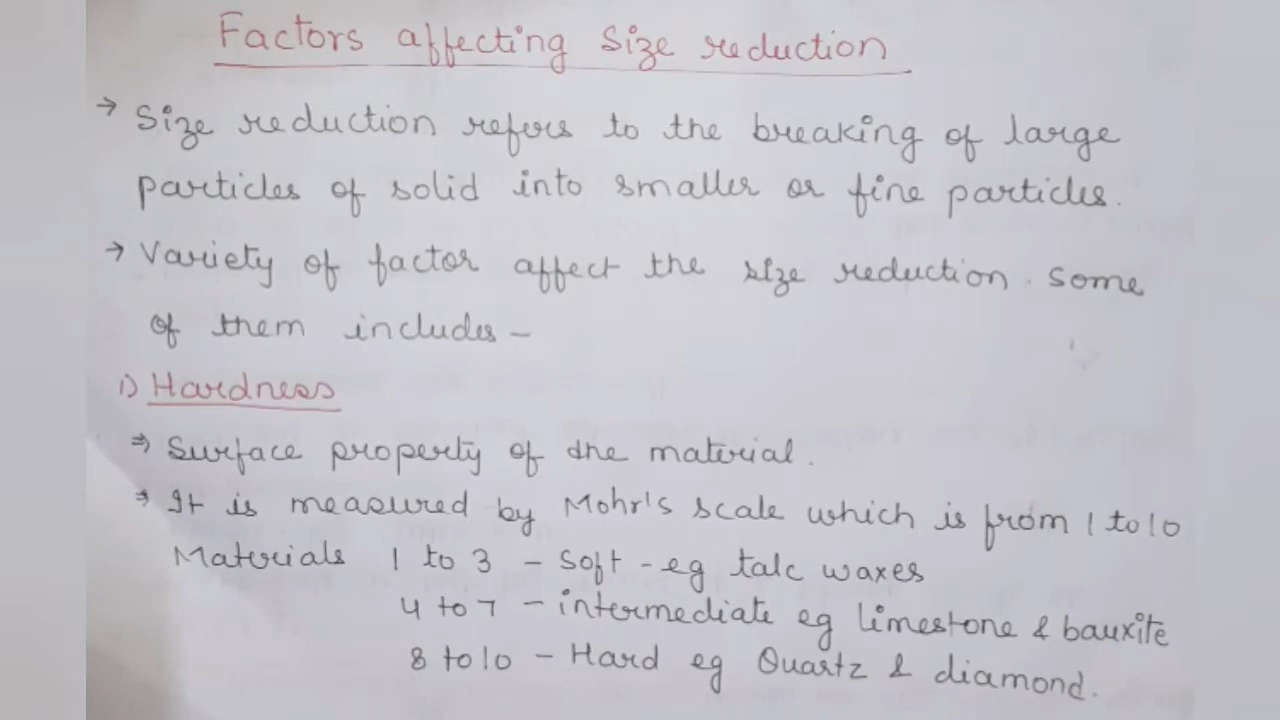 Factors affecting Size reduction
→ Size reduction refers to the breaking of large
particles of solid into smaller or fine particles.
→ Variety of factor affect the size reduction. Some
of them includes –
i) Hardness
⇒ Surface property of the material.
⇒ It is measured by Mohr's scale which is from 1 to 10
Materials 1 to 3 – Soft - eg talc waxes
4 to 7 – intermediate eg limestone & bauxite
8 to 10 – Hard eg Quartz & diamond.